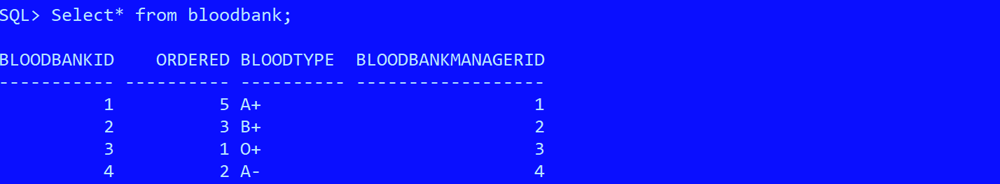 SQL> Select* from bloodbank;
BLOODBANKID    ORDERED BLOODTYPE  BLOODBANKMANAGERID
----------- ---------- ---------- ------------------
          1          5 A+                          1
          2          3 B+                          2
          3          1 O+                          3
          4          2 A-                          4